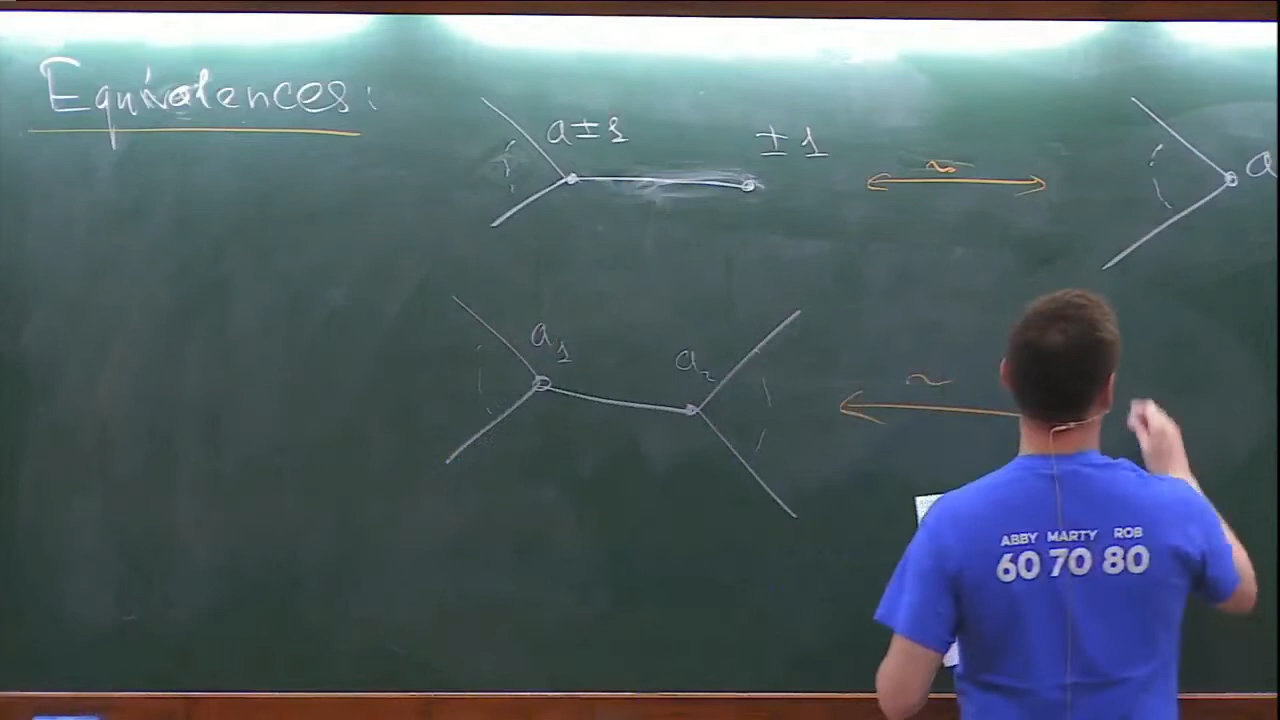 Equivalences:
a±1 ±1 ~ a
a₁ a₂ ~
ABBY MARTY ROB
60 70 80